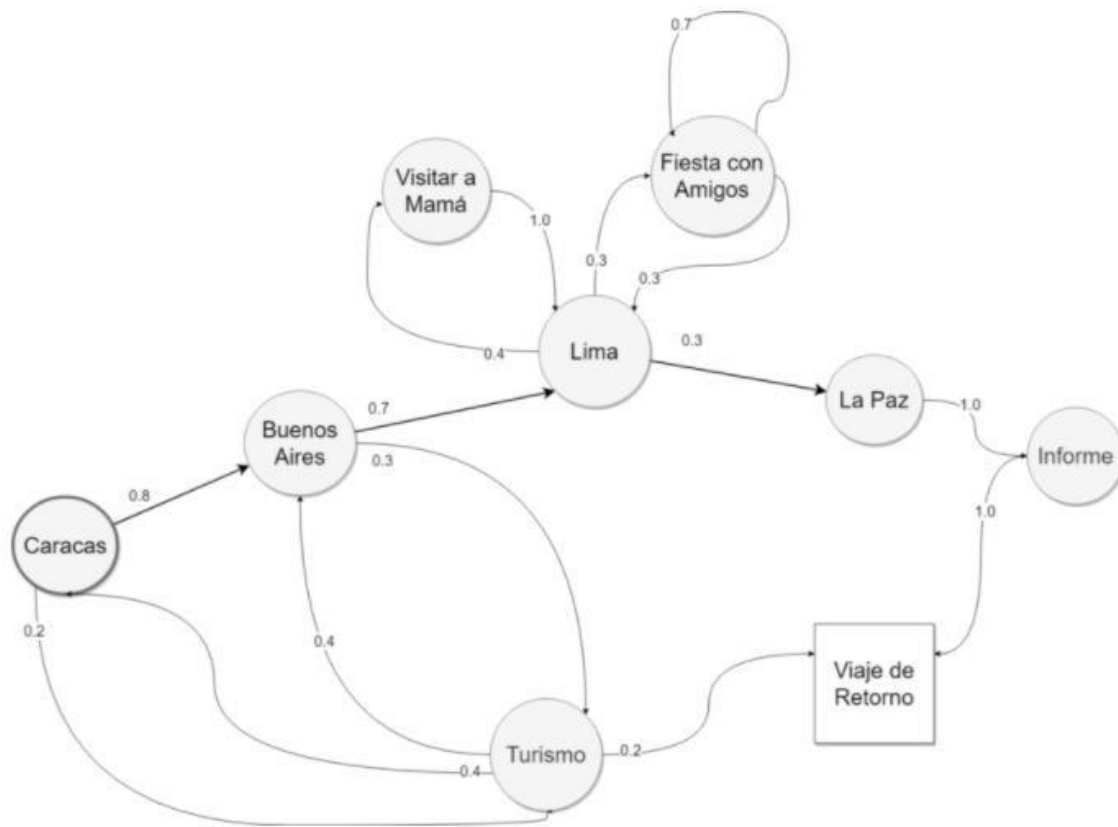 0.7
Fiesta con
Amigos
Visitar a
Mamá
1.0
0.3
0.3
0.4
Lima
0.3
La Paz
1.0
Informe
0.7
Buenos
Aires
0.3
0.8
Caracas
1.0
0.2
0.4
Viaje de
Retorno
Turismo
0.2
0.4